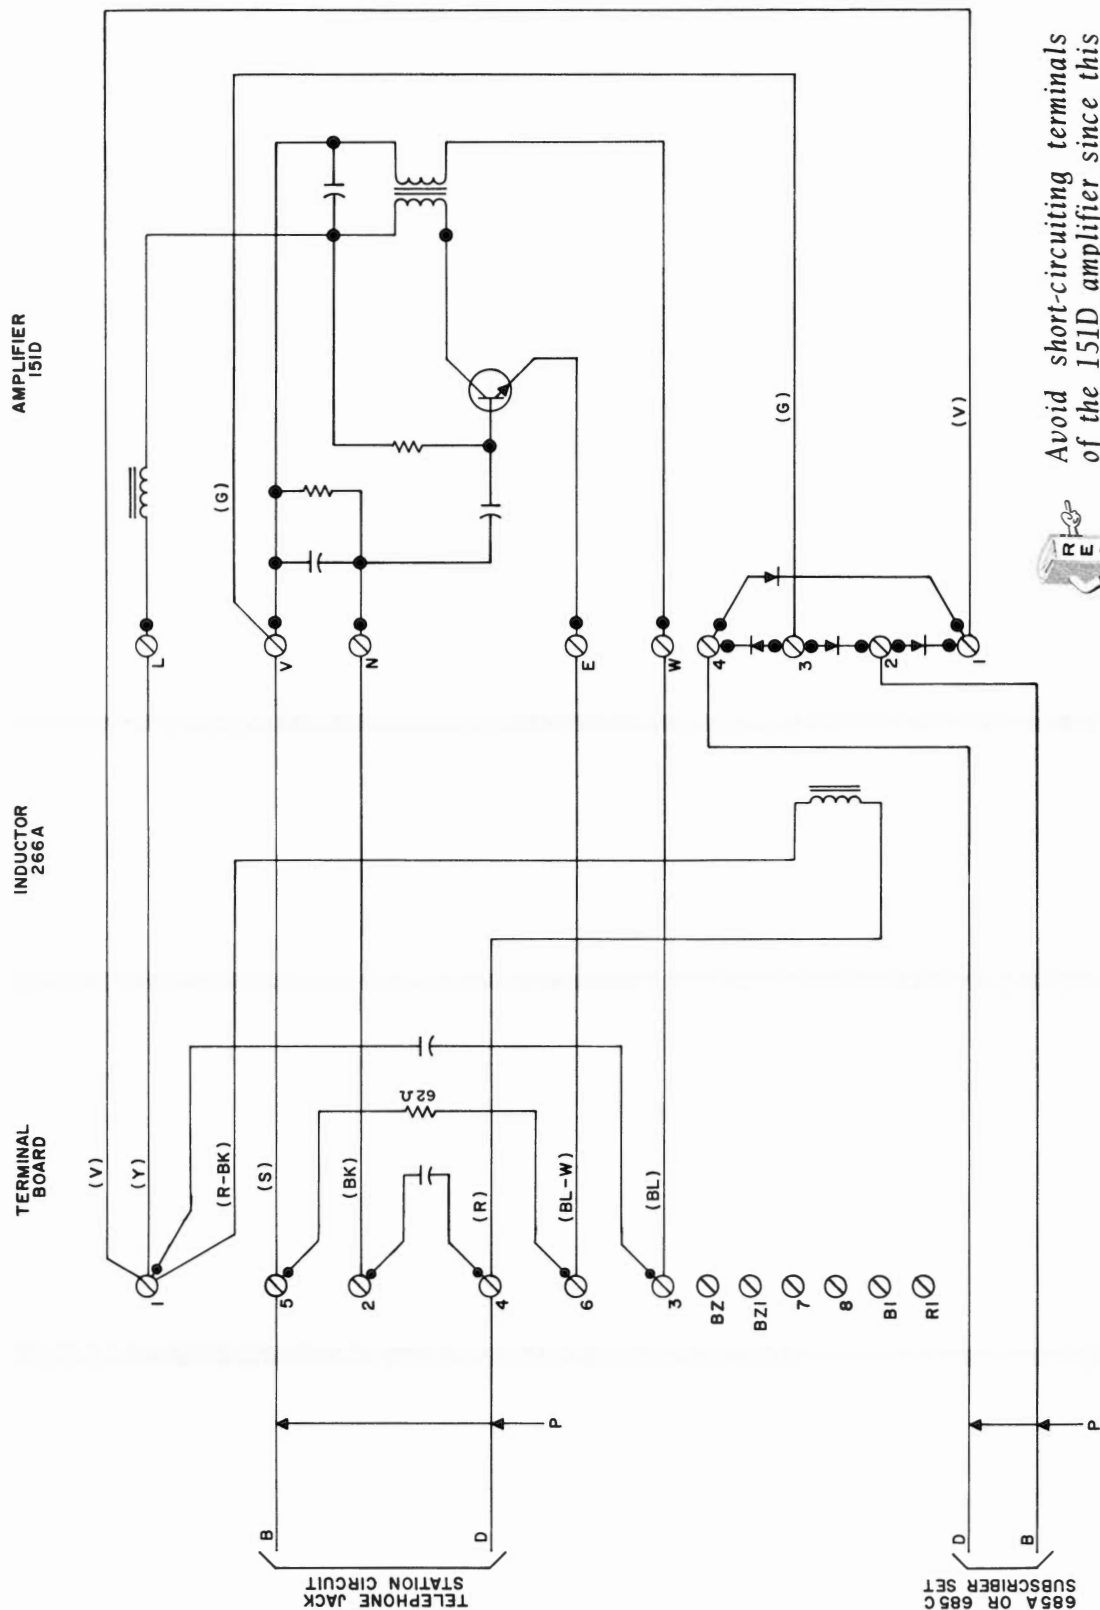 AMPLIFIER
151D
INDUCTOR
266A
TERMINAL
BOARD
(V)
(Y)
(R-BK)
(S)
(BK)
(R)
(BL-W)
(BL)
62Ω
(G)
(G)
(V)
L
V
N
E
W
4
3
2
1
1
5
2
4
6
3
BZ
BZ1
7
8
B1
R1
P
P
B
D
TELEPHONE JACK
STATION CIRCUIT
D
B
685A OR 685C
SUBSCRIBER SET
Avoid short-circuiting terminals
of the 151D amplifier since this